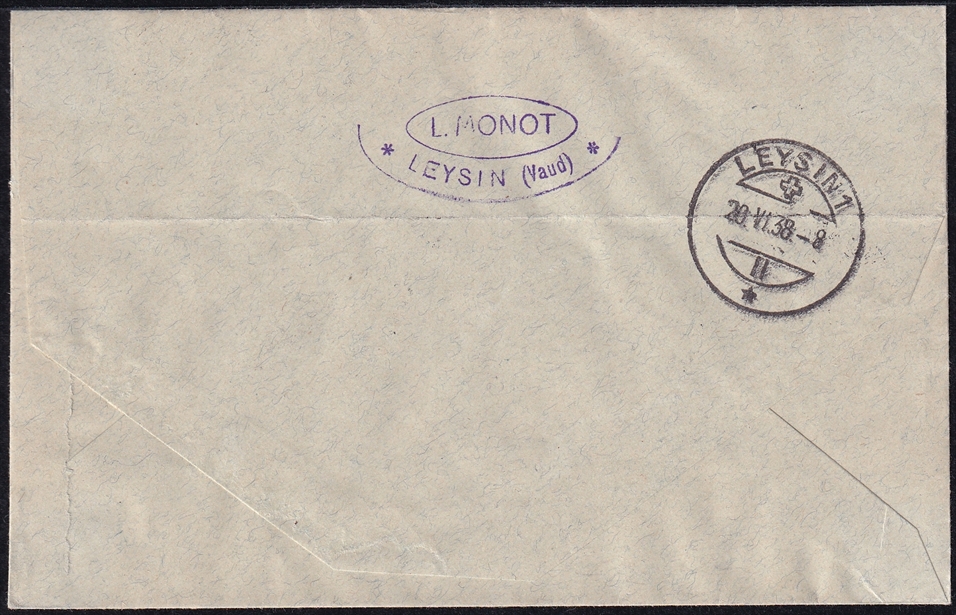 L. MONOT
* LEYSIN (Vaud) *
LEYSIN 1
20.VI.38.-8
II